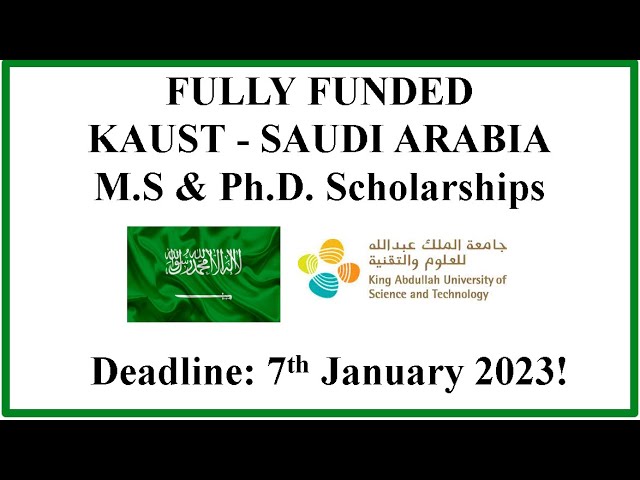 FULLY FUNDED
KAUST - SAUDI ARABIA
M.S & Ph.D. Scholarships
لا إله إلا الله محمد رسول الله
جامعة الملك عبدالله
للعلوم والتقنية
King Abdullah University of
Science and Technology
Deadline: 7th January 2023!